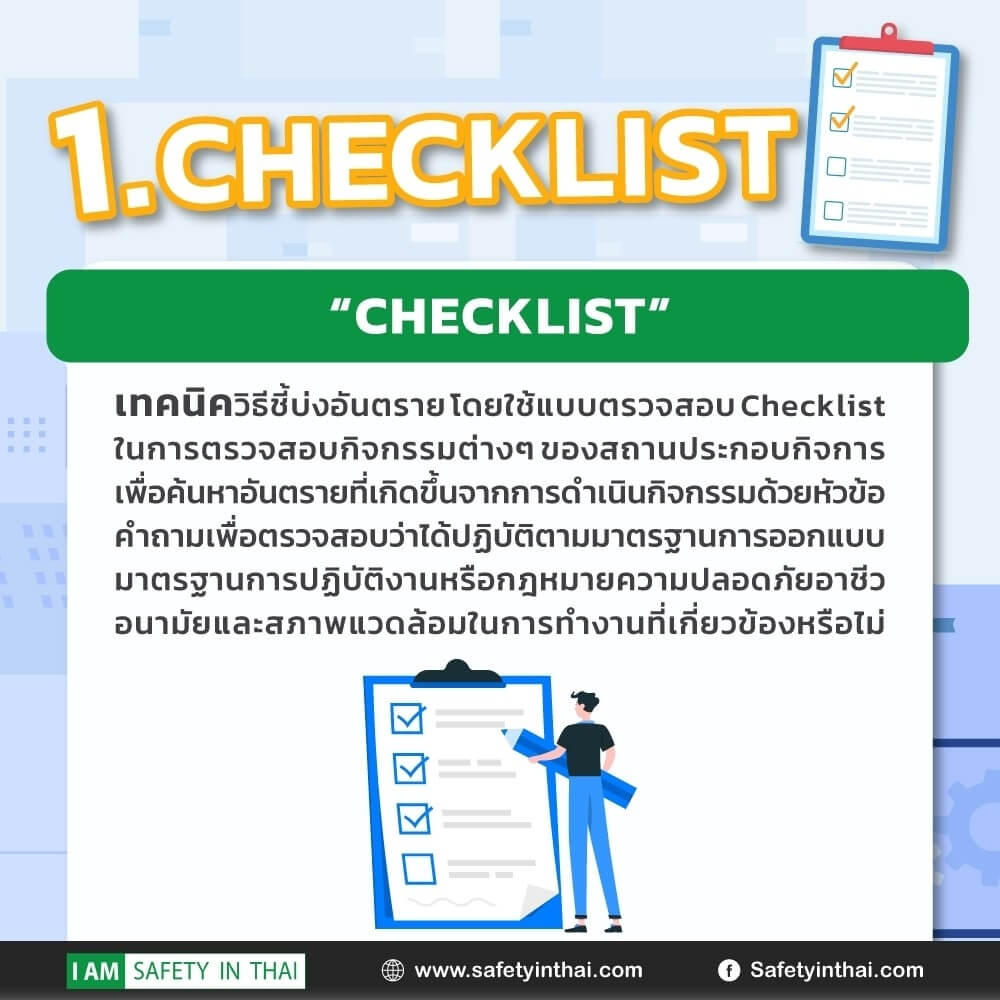 1.CHECKLIST
“CHECKLIST”
เทคนิควิธีชี้บ่งอันตราย โดยใช้แบบตรวจสอบ Checklist
ในการตรวจสอบกิจกรรมต่างๆ ของสถานประกอบกิจการ
เพื่อค้นหาอันตรายที่เกิดขึ้นจากการดำเนินกิจกรรมด้วยหัวข้อ
คำถามเพื่อตรวจสอบว่าได้ปฏิบัติตามมาตรฐานการออกแบบ
มาตรฐานการปฏิบัติงานหรือกฎหมายความปลอดภัยอาชีว
อนามัยและสภาพแวดล้อมในการทำงานที่เกี่ยวข้องหรือไม่
I AM SAFETY IN THAI
www.safetyinthai.com
Safetyinthai.com